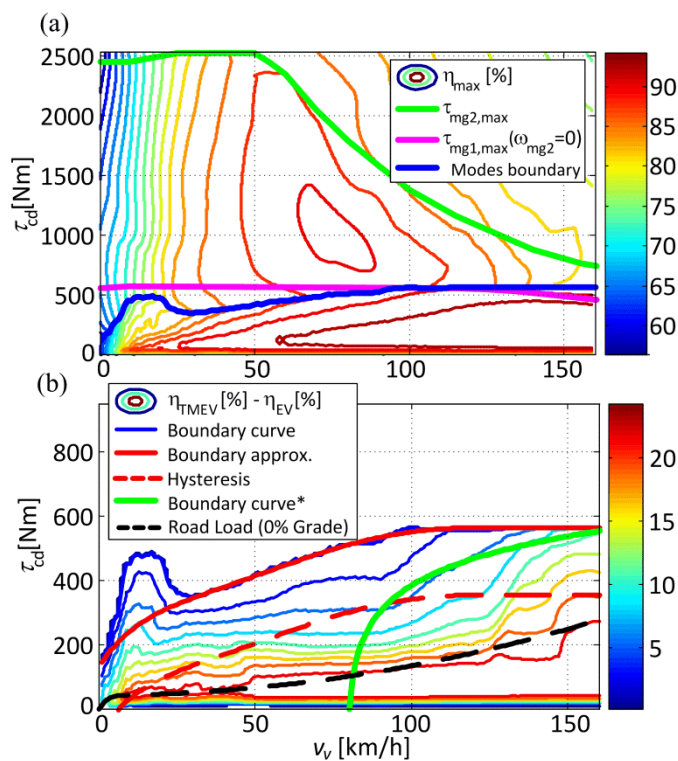 (a)
2500
2000
1500
1000
500
0
τcd[Nm]
ηmax [%]
τmg2,max
τmg1,max(ωmg2=0)
Modes boundary
0 50 100 150
90
85
80
75
70
65
60
(b)
800
600
400
200
0
τcd[Nm]
ηTMEV [%] - ηEV [%]
Boundary curve
Boundary approx.
Hysteresis
Boundary curve*
Road Load (0% Grade)
0 50 100 150
νv [km/h]
20
15
10
5
0